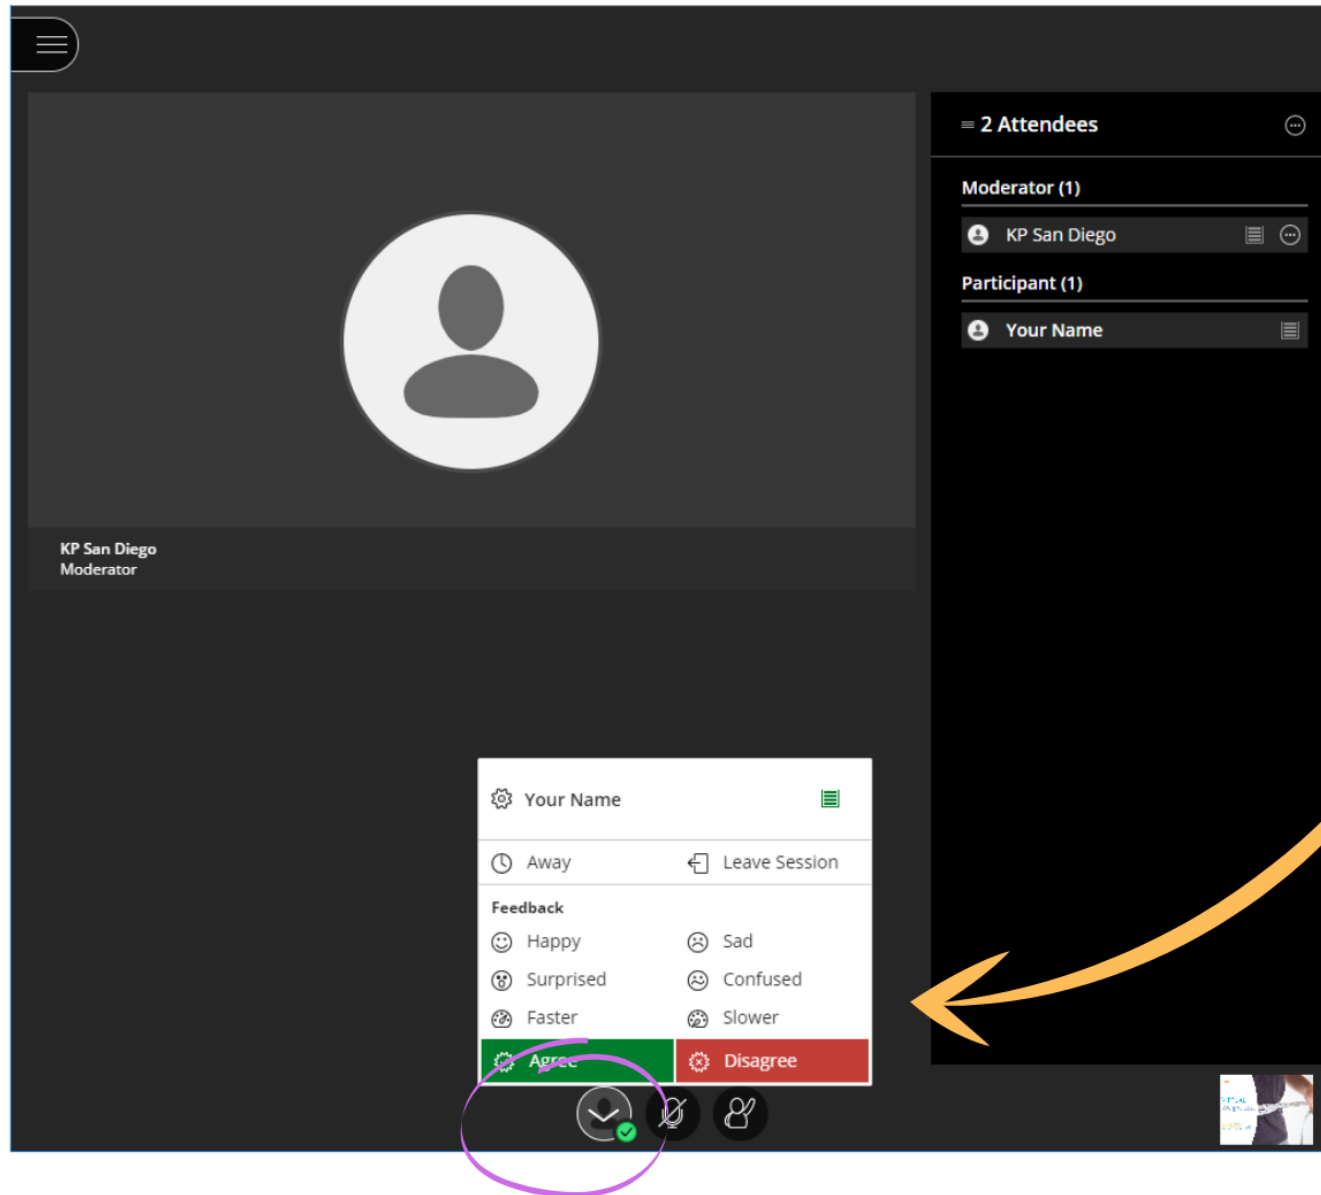 2 Attendees
Moderator (1)
KP San Diego
Participant (1)
Your Name
KP San Diego
Moderator
Your Name
Away
Leave Session
Feedback
Happy
Sad
Surprised
Confused
Faster
Slower
Agree
Disagree